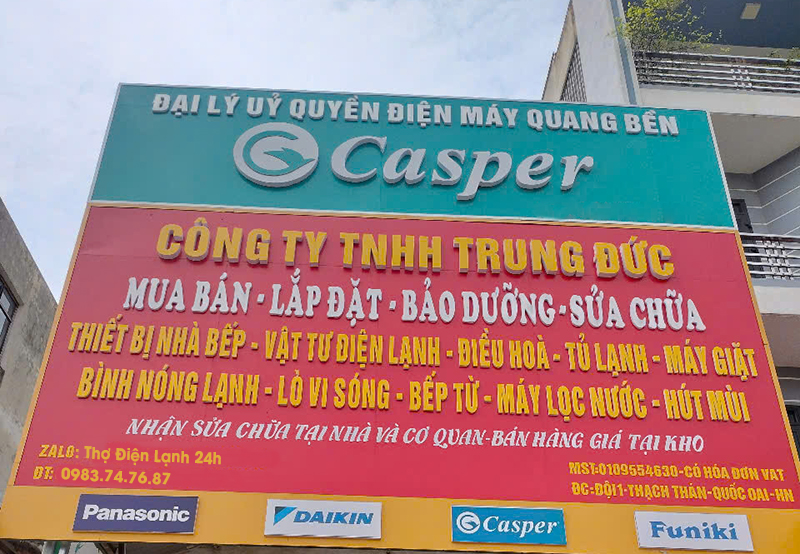 ĐẠI LÝ UỶ QUYỀN ĐIỆN MÁY QUANG BỀN
Casper
CÔNG TY TNHH TRUNG ĐỨC
MUA BÁN - LẮP ĐẶT - BẢO DƯỠNG - SỬA CHỮA
THIẾT BỊ NHÀ BẾP - VẬT TƯ ĐIỆN LẠNH - ĐIỀU HOÀ - TỦ LẠNH - MÁY GIẶT
BÌNH NÓNG LẠNH - LÒ VI SÓNG - BẾP TỪ - MÁY LỌC NƯỚC - HÚT MÙI
NHẬN SỬA CHỮA TẠI NHÀ VÀ CƠ QUAN-BÁN HÀNG GIÁ TẠI KHO
ZALO: Thợ Điện Lạnh 24h
ĐT: 0983.74.76.87
MST:0109554630-CÓ HÓA ĐƠN VAT
ĐC:ĐỘI1-THẠCH THÁN-QUỐC OAI-HN
Panasonic
DAIKIN
Casper
Funiki